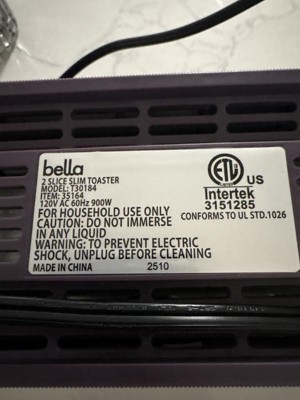 bella
2 SLICE SLIM TOASTER
MODEL: T30184
ITEM: 35164
120V AC 60Hz 900W
FOR HOUSEHOLD USE ONLY
CAUTION: DO NOT IMMERSE
IN ANY LIQUID
WARNING: TO PREVENT ELECTRIC
SHOCK, UNPLUG BEFORE CLEANING
MADE IN CHINA 2510
ETL US
Intertek
3151285
CONFORMS TO UL STD.1026